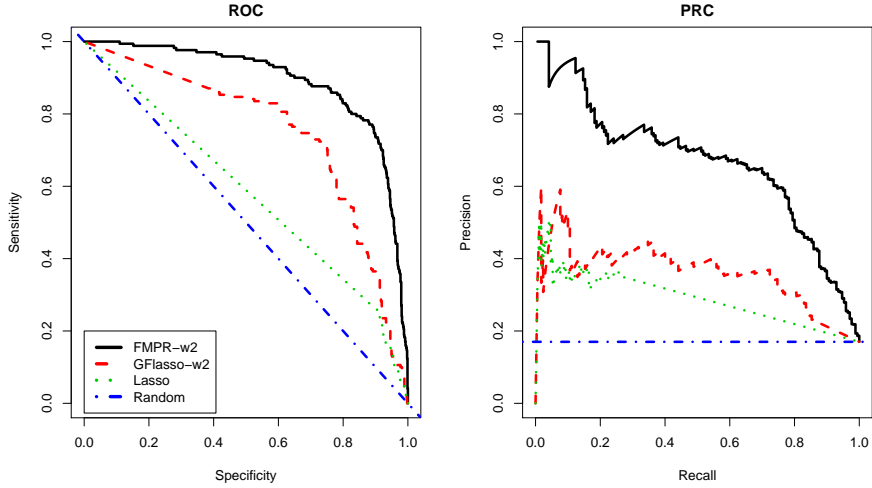 ROC
Sensitivity
1.0
0.8
0.6
0.4
0.2
0.0
FMPR-w2
GFlasso-w2
Lasso
Random
0.0 0.2 0.4 0.6 0.8 1.0
Specificity
PRC
Precision
1.0
0.8
0.6
0.4
0.2
0.0
0.0 0.2 0.4 0.6 0.8 1.0
Recall